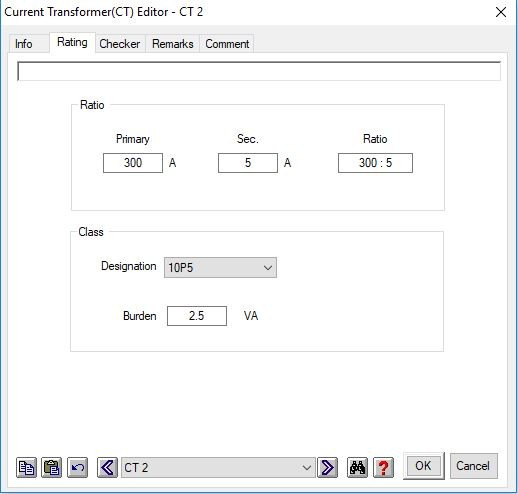 Current Transformer(CT) Editor - CT 2
Info Rating Checker Remarks Comment
Ratio
Primary Sec. Ratio
300 A 5 A 300 : 5
Class
Designation 10P5
Burden 2.5 VA
CT 2 ? OK Cancel